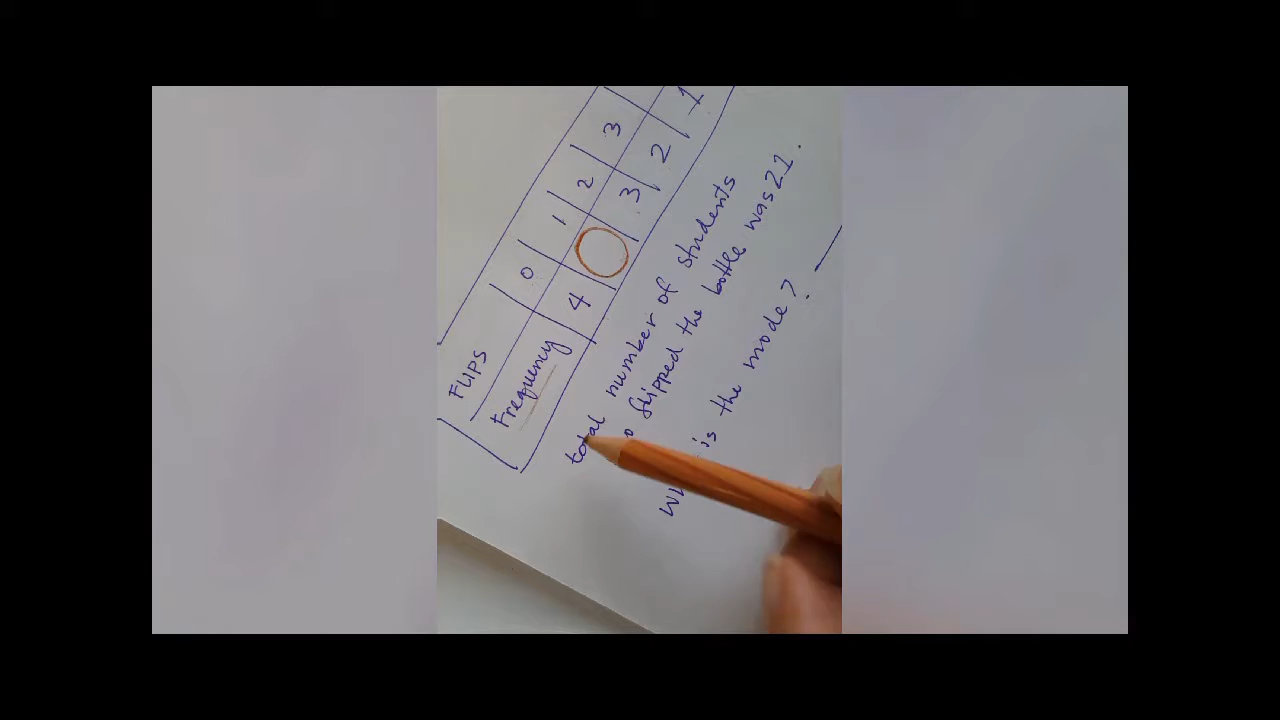 FLIPS 0 1 2 3
Frequency 4 3 2 1
total number of students
flipped the bottle was 21.
is the mode?